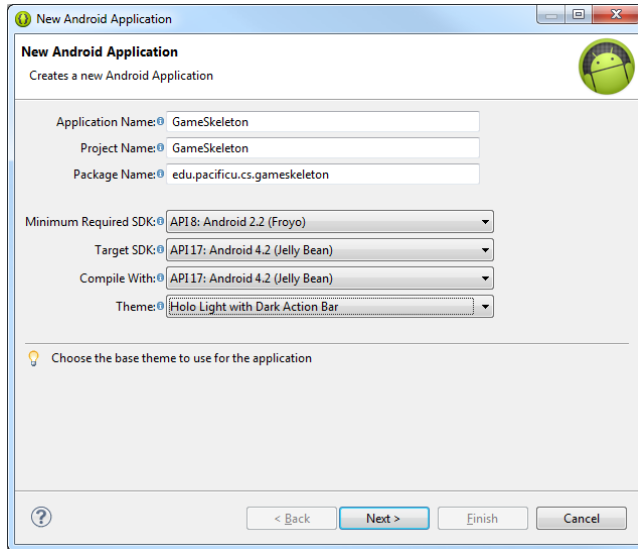 New Android Application
New Android Application
Creates a new Android Application
Application Name: GameSkeleton
Project Name: GameSkeleton
Package Name: edu.pacificu.cs.gameskeleton
Minimum Required SDK: API 8: Android 2.2 (Froyo)
Target SDK: API 17: Android 4.2 (Jelly Bean)
Compile With: API 17: Android 4.2 (Jelly Bean)
Theme: Holo Light with Dark Action Bar
Choose the base theme to use for the application
? < Back Next > Finish Cancel